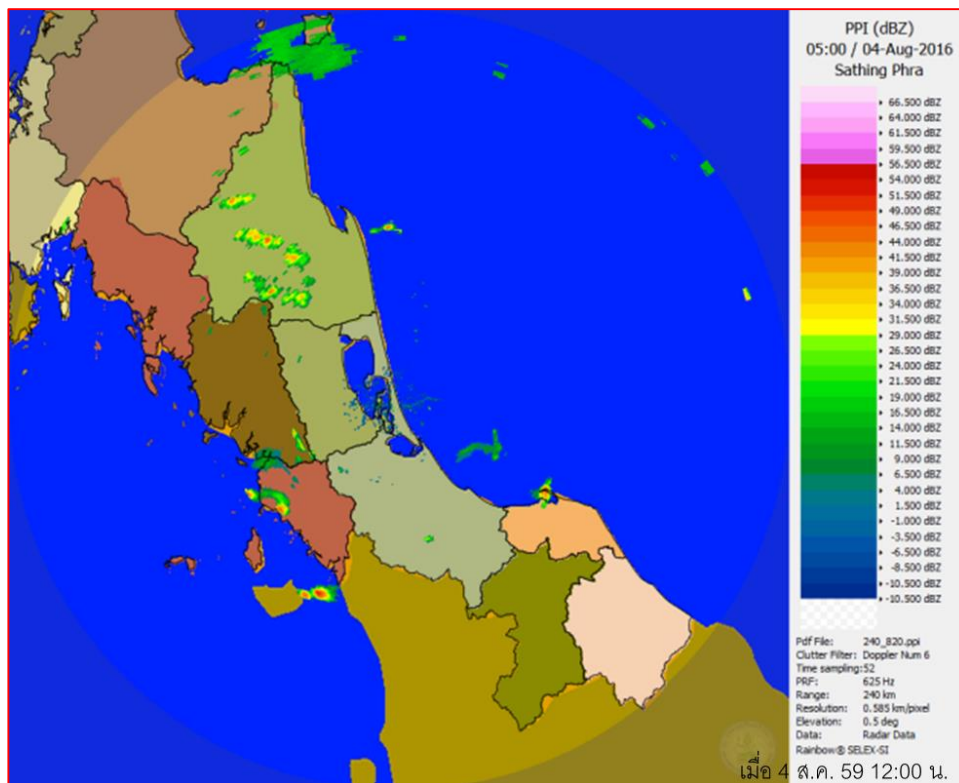 PPI (dBZ)
05:00 / 04-Aug-2016
Sathing Phra
66.500 dBZ
64.000 dBZ
61.500 dBZ
59.500 dBZ
56.500 dBZ
54.000 dBZ
51.500 dBZ
49.000 dBZ
46.500 dBZ
44.000 dBZ
41.500 dBZ
39.000 dBZ
36.500 dBZ
34.000 dBZ
31.500 dBZ
29.000 dBZ
26.500 dBZ
24.000 dBZ
21.500 dBZ
19.000 dBZ
16.500 dBZ
14.000 dBZ
11.500 dBZ
9.000 dBZ
6.500 dBZ
4.000 dBZ
1.500 dBZ
-1.000 dBZ
-3.500 dBZ
-6.500 dBZ
-8.500 dBZ
-10.500 dBZ
-10.500 dBZ
Pdf File: 240_820.ppi
Clutter Filter: Doppler Num 6
Time sampling:52
PRF: 625 Hz
Range: 240 km
Resolution: 0.585 km/pixel
Elevation: 0.5 deg
Data: Radar Data
Rainbow® SELEX-SI
เมื่อ 4 ส.ค. 59 12:00 น.